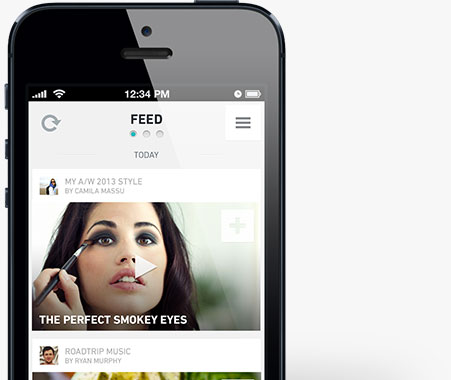 12:34 PM
FEED
TODAY
MY A/W 2013 STYLE
BY CAMILA MASSU
THE PERFECT SMOKEY EYES
ROADTRIP MUSIC
BY RYAN MURPHY